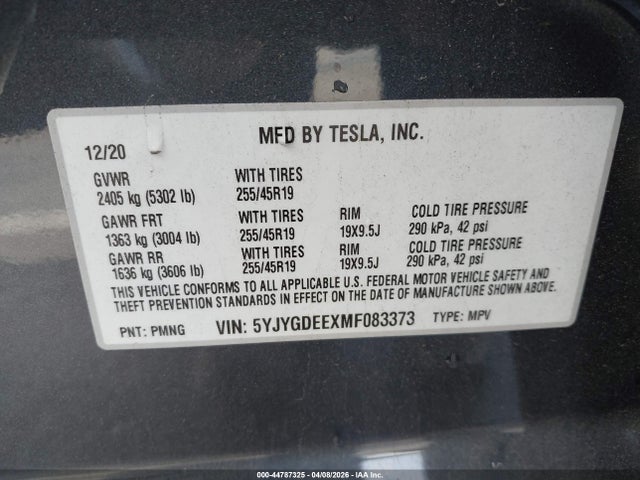 MFD BY TESLA, INC.
12/20
GVWR WITH TIRES
2405 kg (5302 lb) 255/45R19
GAWR FRT WITH TIRES RIM COLD TIRE PRESSURE
1363 kg (3004 lb) 255/45R19 19X9.5J 290 kPa, 42 psi
GAWR RR WITH TIRES RIM COLD TIRE PRESSURE
1636 kg (3606 lb) 255/45R19 19X9.5J 290 kPa, 42 psi
THIS VEHICLE CONFORMS TO ALL APPLICABLE U.S. FEDERAL MOTOR VEHICLE SAFETY AND
THEFT PREVENTION STANDARDS IN EFFECT ON THE DATE OF MANUFACTURE SHOWN ABOVE.
PNT: PMNG VIN: 5YJYGDEEXMF083373 TYPE: MPV
000-44787325 - 04/08/2026 - IAA Inc.